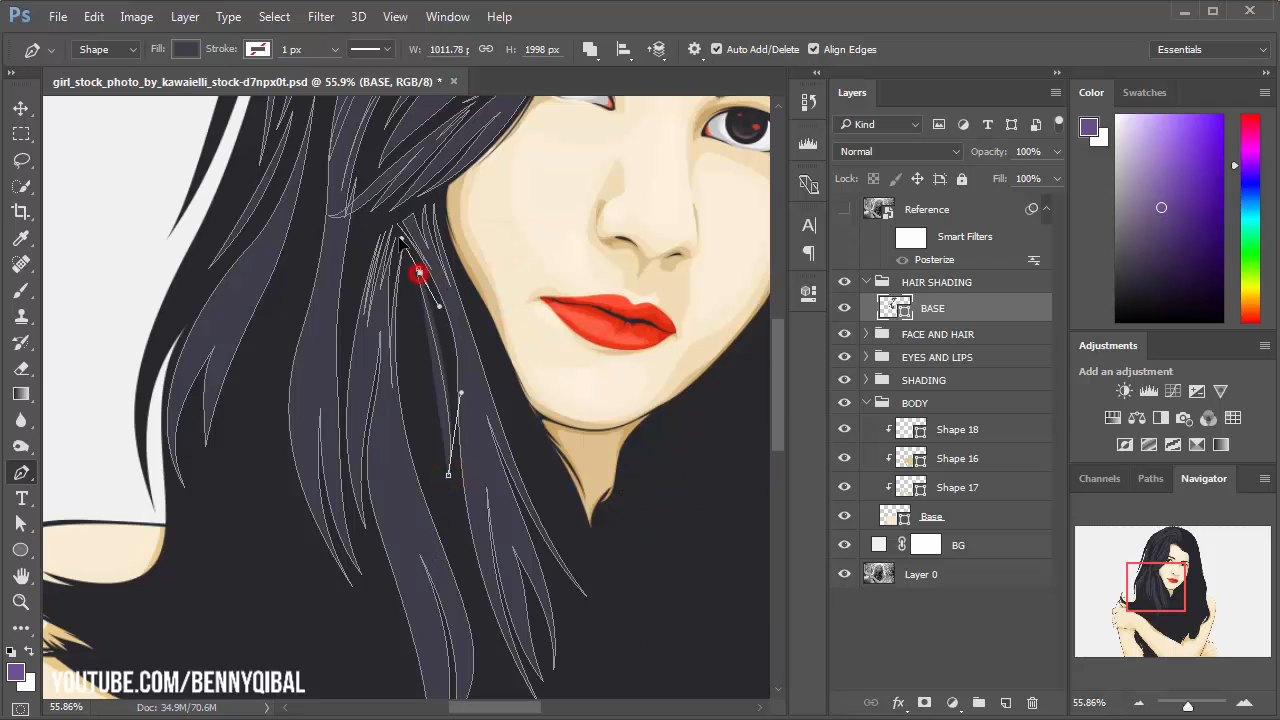 Ps File Edit Image Layer Type Select Filter 3D View Window Help
Shape Fill: Stroke: 1 px W: 1011.78 p H: 1998 px Auto Add/Delete Align Edges Essentials
girl_stock_photo_by_kawaielli_stock-d7npx0t.psd @ 55.9% (BASE, RGB/8) *
Layers
Kind
Normal Opacity: 100%
Lock: Fill: 100%
Reference
Smart Filters
Posterize
HAIR SHADING
BASE
FACE AND HAIR
EYES AND LIPS
SHADING
BODY
Shape 18
Shape 16
Shape 17
Base
BG
Layer 0
Color Swatches
Adjustments
Add an adjustment
Channels Paths Navigator
55.86%
YOUTUBE.COM/BENNYQIBAL
55.86% Doc: 34.9M/70.6M